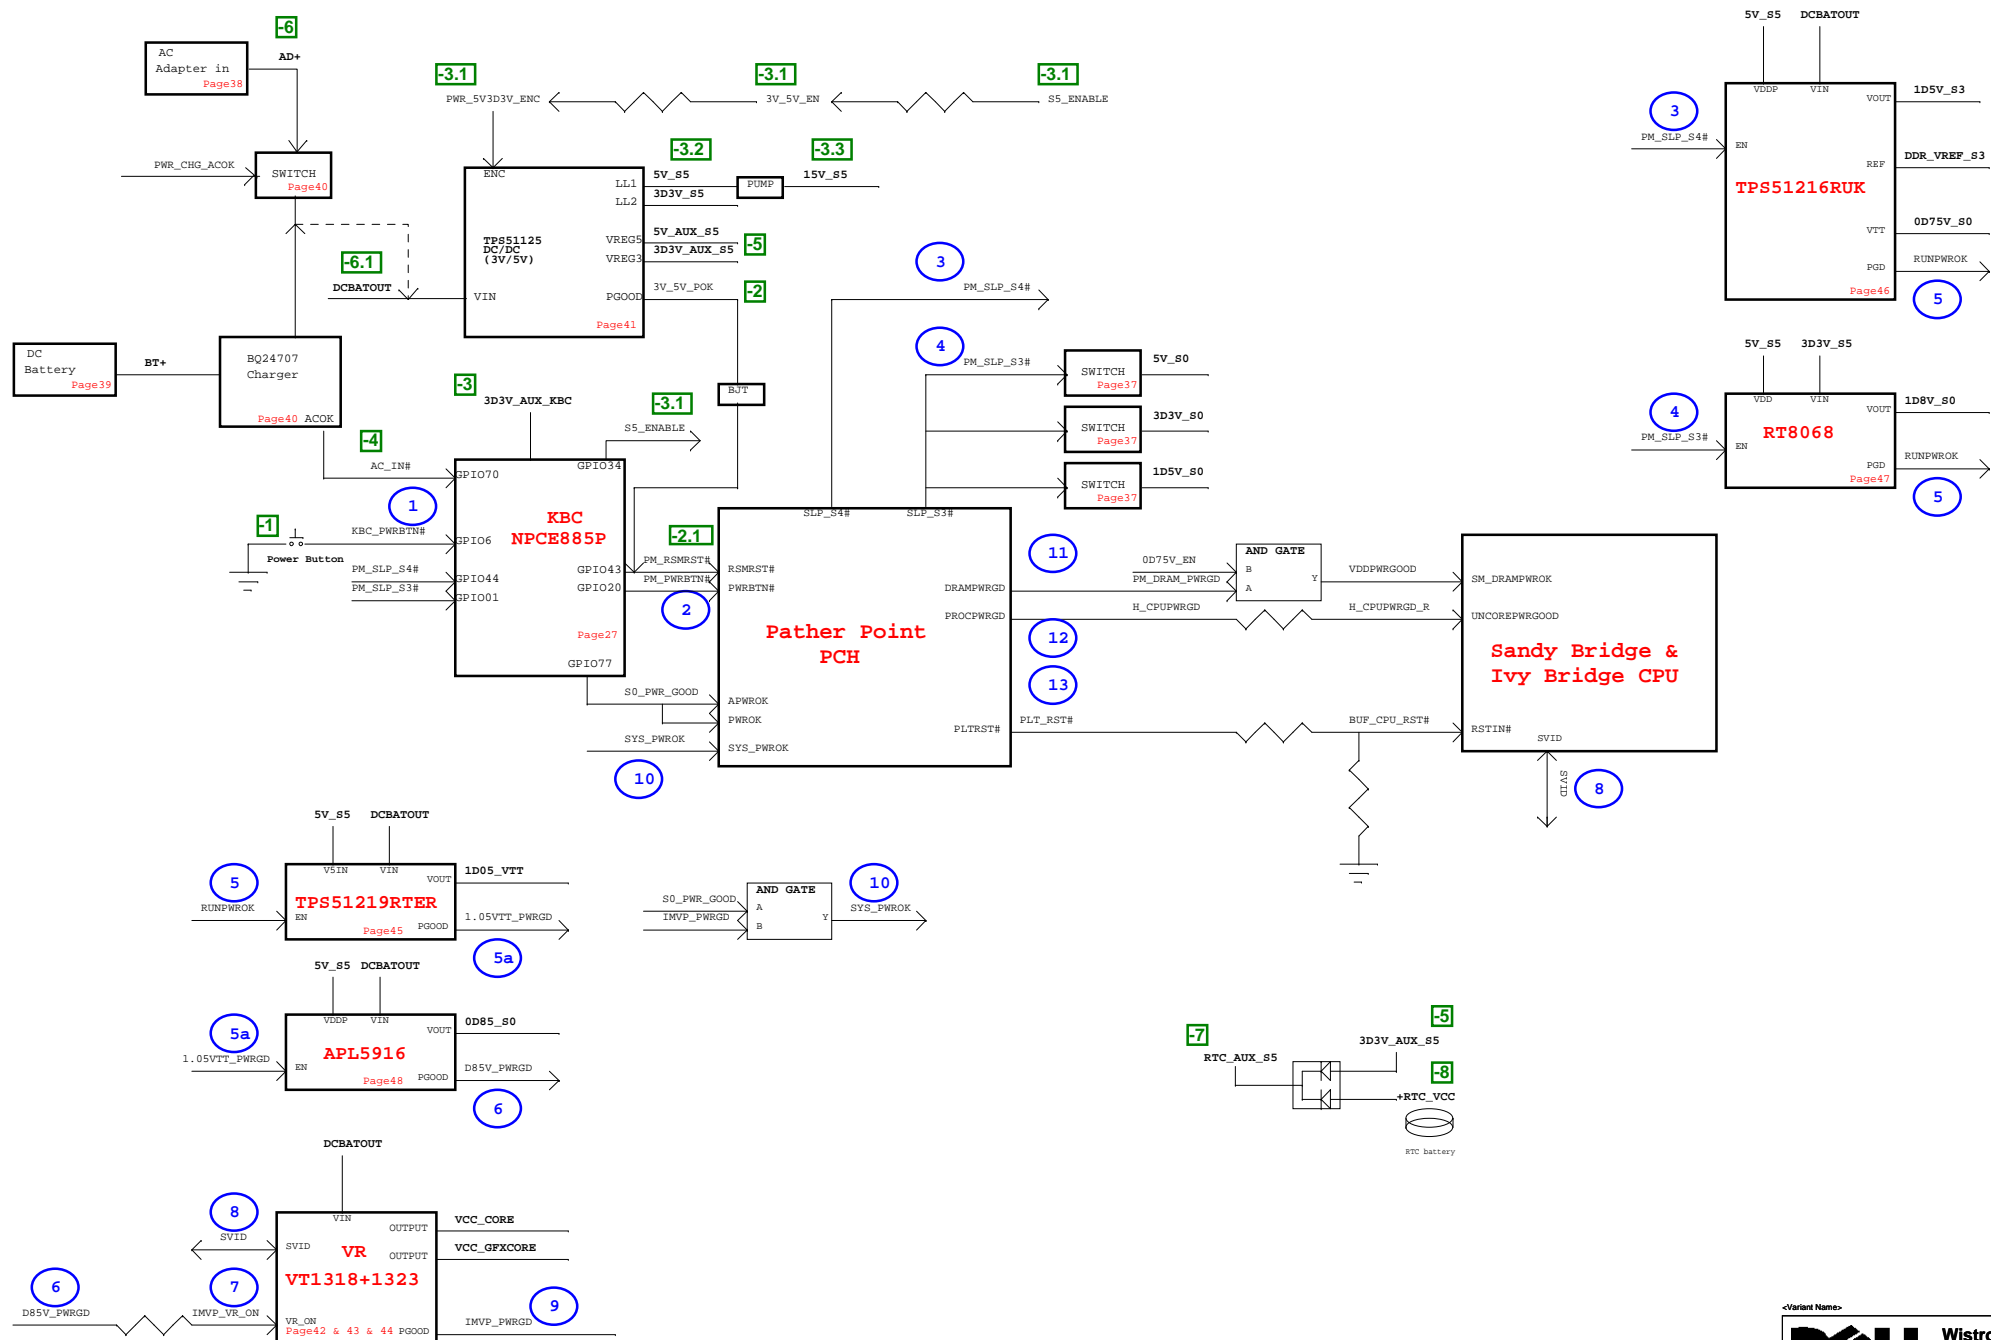 -6
AC
Adapter in
Page38
AD+
PWR_CHG_ACOK
SWITCH
Page40
-6.1
DCBATOUT
DC
Battery
Page39
BT+
BQ24707
Charger
Page40 ACOK
-4
AC_IN#
-3.1
PWR_5V3D3V_ENC
-3.1
3V_5V_EN
-3.1
S5_ENABLE
ENC
TPS51125
DC/DC
(3V/5V)
VIN
LL1
LL2
VREG5
VREG3
PGOOD
Page41
-3.2
5V_S5
3D3V_S5
PUMP
-3.3
15V_S5
5V_AUX_S5
3D3V_AUX_S5
-5
3V_5V_POK
-2
BJT
-3
3D3V_AUX_KBC
-3.1
S5_ENABLE
GPIO34
GPIO70
1
-1
KBC_PWRBTN#
Power Button
GPIO6
PM_SLP_S4#
GPIO44
PM_SLP_S3#
GPIO01
KBC
NPCE885P
GPIO43
GPIO20
Page27
GPIO77
-2.1
PM_RSMRST#
PM_PWRBTN#
2
S0_PWR_GOOD
SYS_PWROK
10
3
PM_SLP_S4#
4
PM_SLP_S3#
SWITCH
Page37
5V_S0
SWITCH
Page37
3D3V_S0
SWITCH
Page37
1D5V_S0
SLP_S4#
SLP_S3#
RSMRST#
PWRBTN#
DRAMPWRGD
PROCPWRGD
Pather Point
PCH
APWROK
PWROK
SYS_PWROK
PLTRST#
11
12
13
0D75V_EN
PM_DRAM_PWRGD
H_CPUPWRGD
PLT_RST#
AND GATE
B
A
Y
VDDPWRGOOD
H_CPUPWRGD_R
BUF_CPU_RST#
SM_DRAMPWROK
UNCOREPWRGOOD
Sandy Bridge &
Ivy Bridge CPU
RSTIN#
SVID
SVID
8
5V_S5
DCBATOUT
VDDP
VIN
VOUT
1D5V_S3
3
PM_SLP_S4#
EN
REF
DDR_VREF_S3
TPS51216RUK
VTT
0D75V_S0
PGD
RUNPWROK
Page46
5
5V_S5
3D3V_S5
VDD
VIN
VOUT
1D8V_S0
4
PM_SLP_S3#
EN
RT8068
PGD
RUNPWROK
Page47
5
5V_S5
DCBATOUT
V5IN
VIN
VOUT
1D05_VTT
5
RUNPWROK
EN
TPS51219RTER
Page45
PGOOD
1.05VTT_PWRGD
5a
5V_S5
DCBATOUT
VDDP
VIN
VOUT
0D85_S0
5a
1.05VTT_PWRGD
EN
APL5916
Page48
PGOOD
D85V_PWRGD
6
S0_PWR_GOOD
IMVP_PWRGD
AND GATE
A
B
Y
10
SYS_PWROK
-7
RTC_AUX_S5
-5
3D3V_AUX_S5
-8
+RTC_VCC
RTC battery
DCBATOUT
VIN
8
SVID
SVID
OUTPUT
VCC_CORE
OUTPUT
VCC_GFXCORE
VR
VT1318+1323
6
D85V_PWRGD
7
IMVP_VR_ON
VR_ON
Page42 & 43 & 44
PGOOD
9
IMVP_PWRGD
<Variant Name>